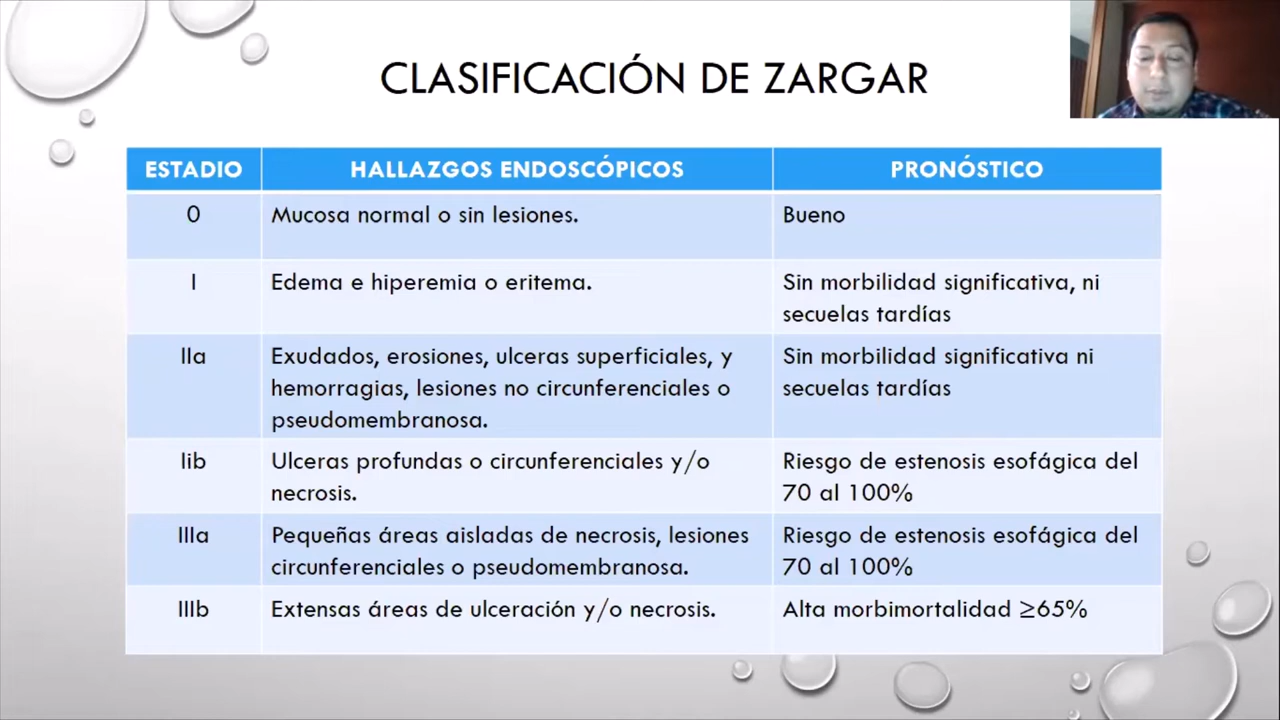 CLASIFICACIÓN DE ZARGAR
ESTADIO
HALLAZGOS ENDOSCÓPICOS
PRONÓSTICO
0
Mucosa normal o sin lesiones.
Bueno
I
Edema e hiperemia o eritema.
Sin morbilidad significativa, ni
secuelas tardías
IIa
Exudados, erosiones, ulceras superficiales, y
hemorragias, lesiones no circunferenciales o
pseudomembranosa.
Sin morbilidad significativa ni
secuelas tardías
Iib
Ulceras profundas o circunferenciales y/o
necrosis.
Riesgo de estenosis esofágica del
70 al 100%
IIIa
Pequeñas áreas aisladas de necrosis, lesiones
circunferenciales o pseudomembranosa.
Riesgo de estenosis esofágica del
70 al 100%
IIIb
Extensas áreas de ulceración y/o necrosis.
Alta morbimortalidad ≥65%